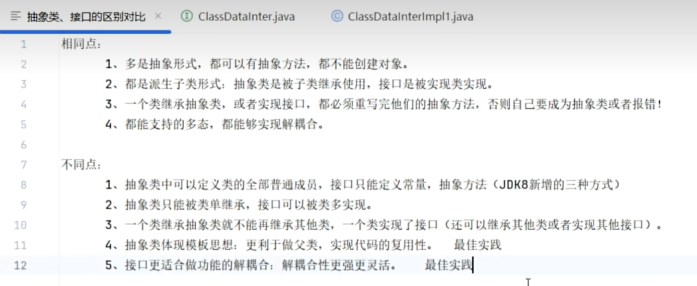 抽象类、接口的区别对比 × ClassDataInter.java ClassDataInterImpl1.java
1 相同点：
2 1、多是抽象形式，都可以有抽象方法，都不能创建对象。
3 2、都是派生子类形式：抽象类是被子类继承使用，接口是被实现类实现。
4 3、一个类继承抽象类，或者实现接口，都必须重写完他们的抽象方法，否则自己要成为抽象类或者报错！
5 4、都能支持的多态，都能够实现解耦合。
6
7 不同点：
8 1、抽象类中可以定义类的全部普通成员，接口只能定义常量，抽象方法（JDK8新增的三种方式）
9 2、抽象类只能被类单继承，接口可以被类多实现。
10 3、一个类继承抽象类就不能再继承其他类，一个类实现了接口（还可以继承其他类或者实现其他接口）。
11 4、抽象类体现模板思想：更利于做父类，实现代码的复用性。 最佳实践
12 5、接口更适合做功能的解耦合：解耦合性更强更灵活。 最佳实践